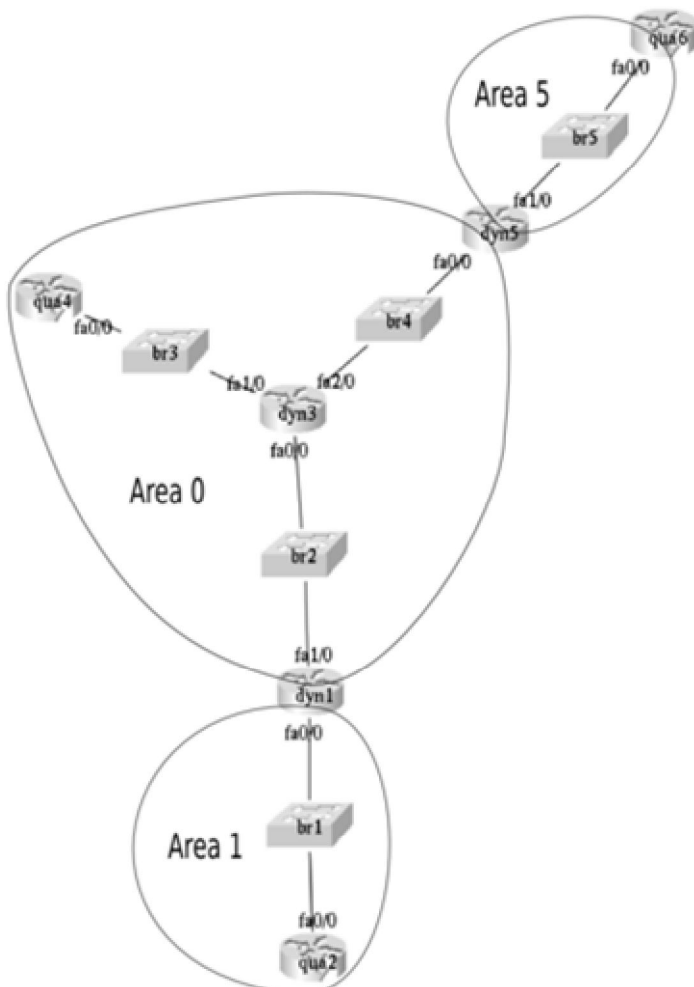 qua6
fa0/0
Area 5
br5
fa1/0
dyn5
fa0/0
qua4
fa0/0
br4
br3
fa1/0
fa2/0
dyn3
fa0/0
Area 0
br2
fa1/0
dyn1
fa0/0
br1
Area 1
fa0/0
qua2